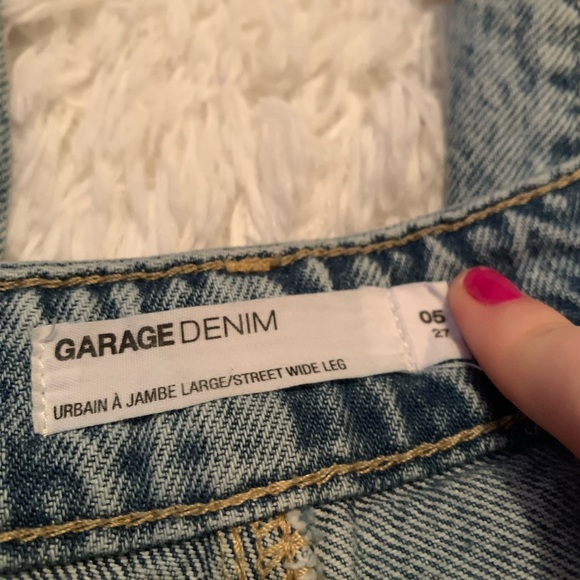 GARAGE DENIM
URBAIN À JAMBE LARGE/STREET WIDE LEG
05
27